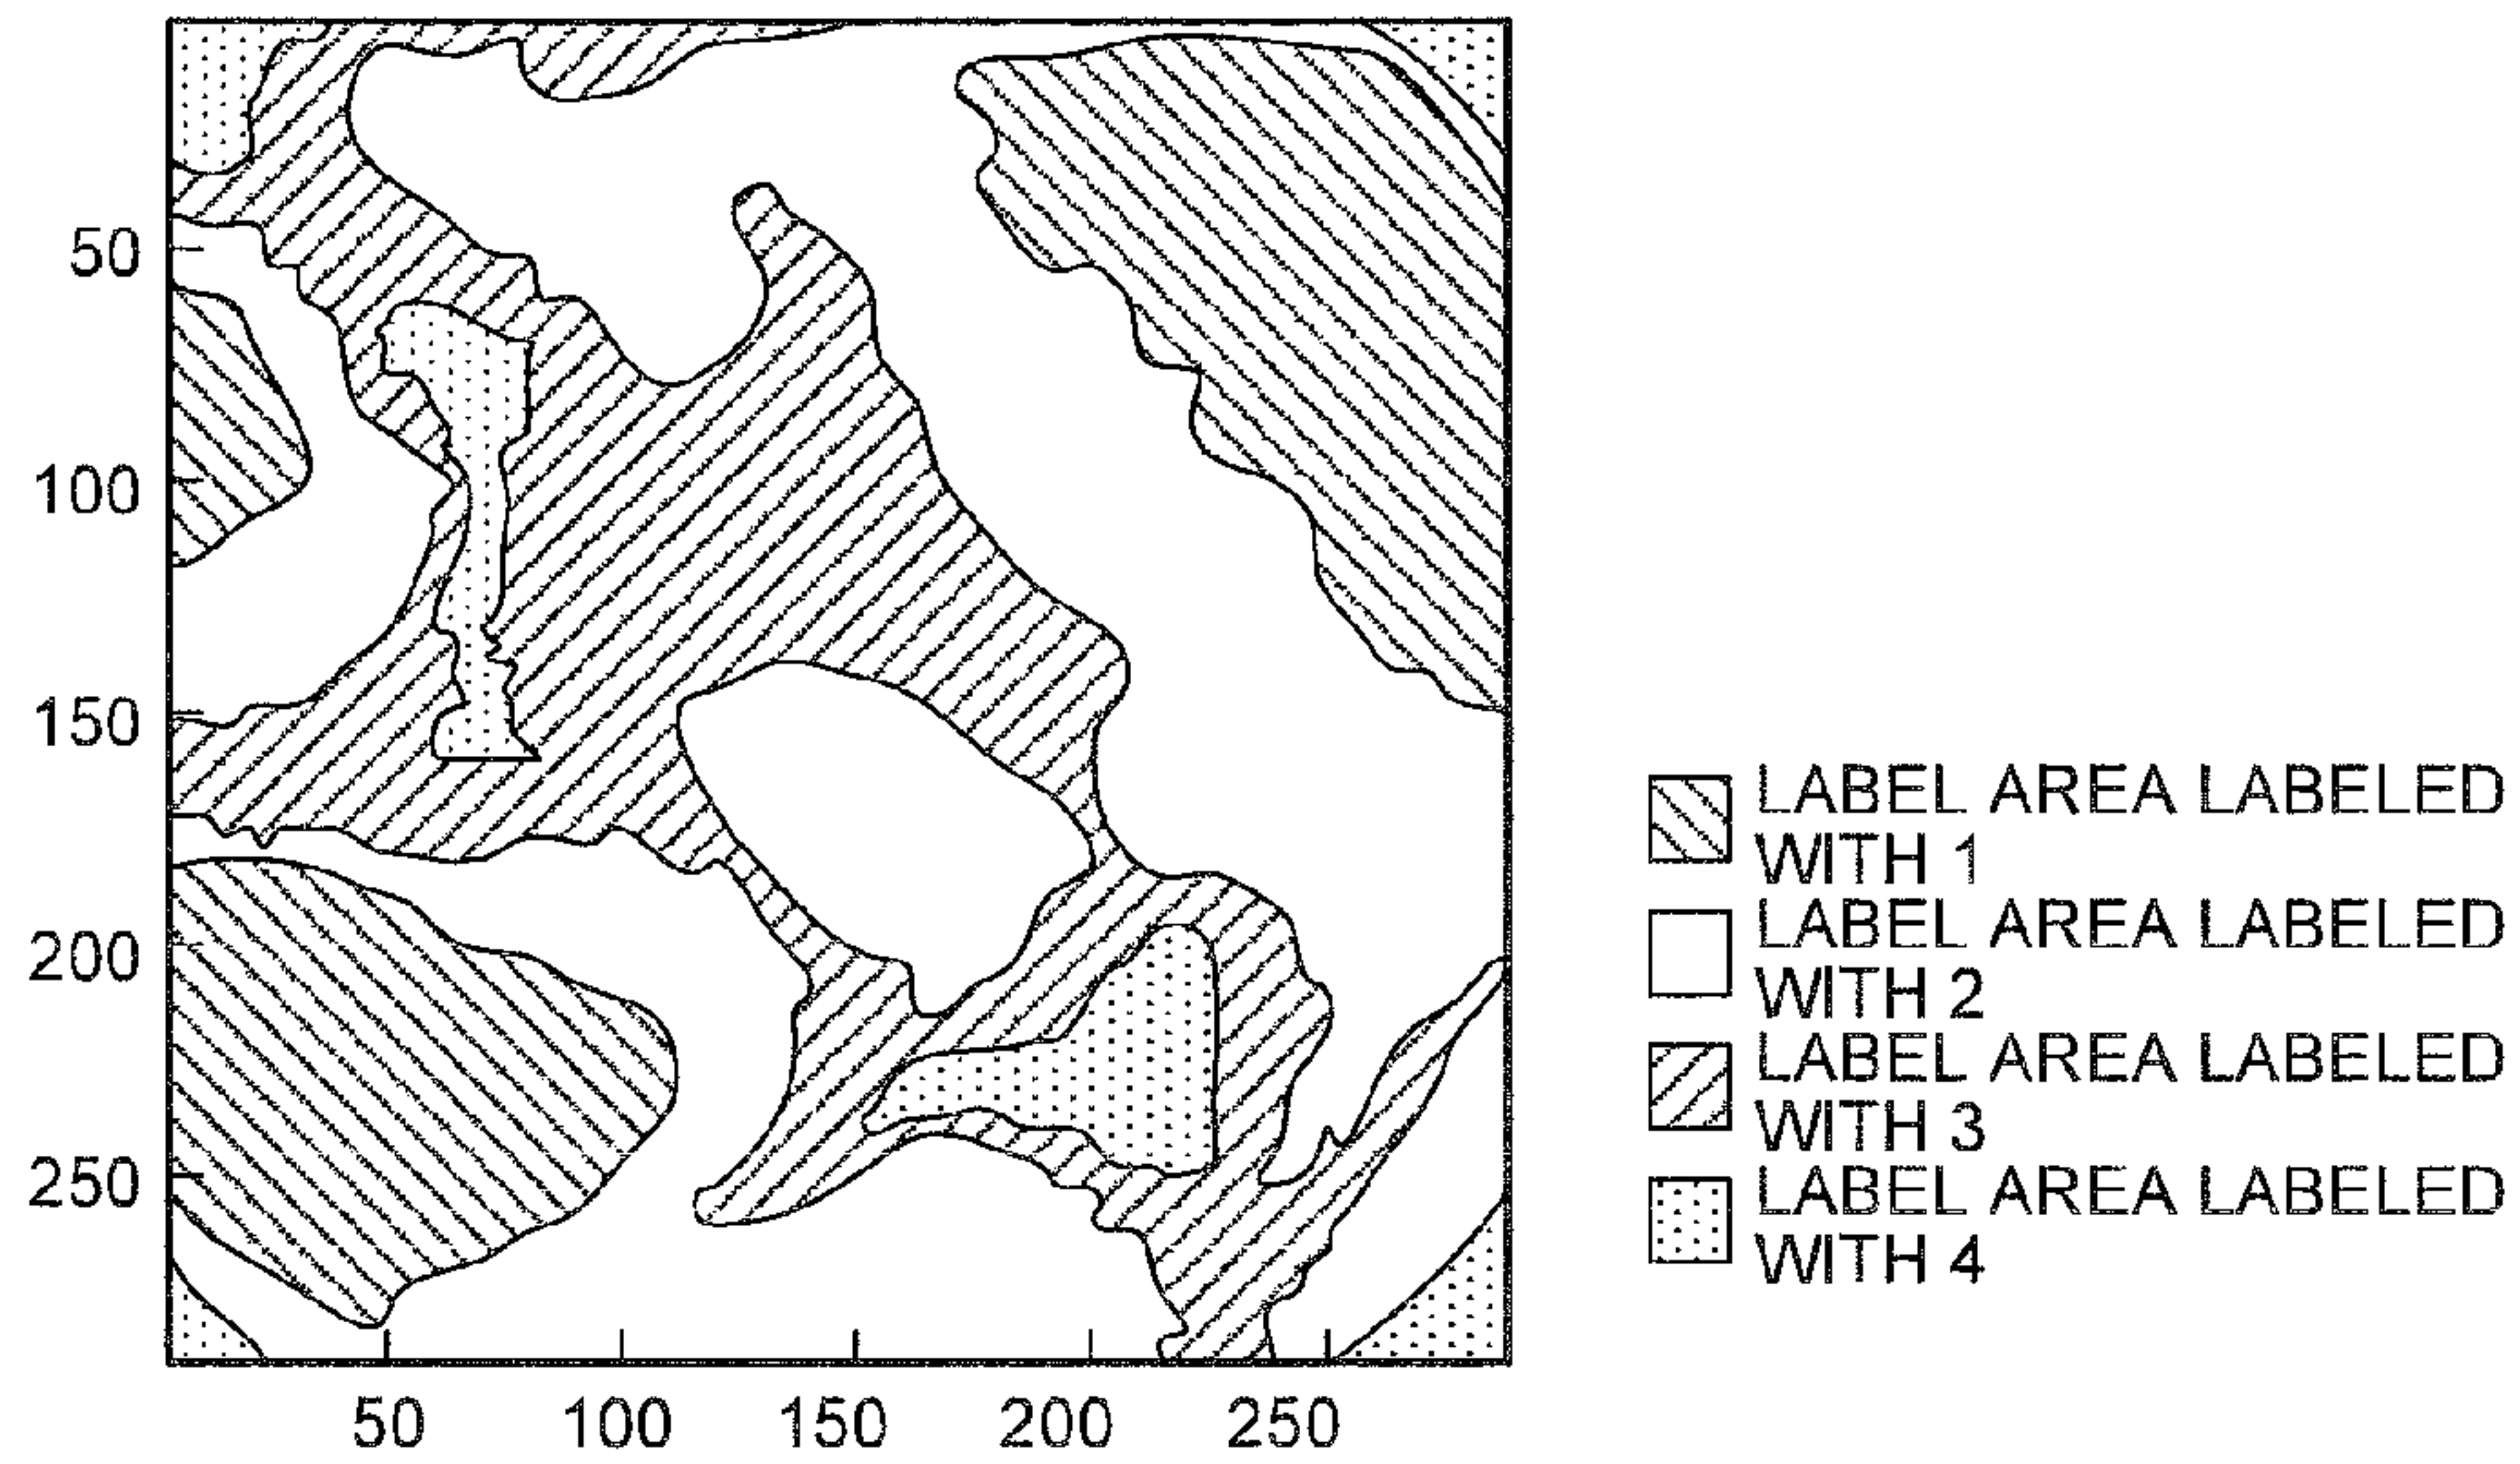 50
100
150
200
250
50 100 150 200 250
LABEL AREA LABELED
WITH 1
LABEL AREA LABELED
WITH 2
LABEL AREA LABELED
WITH 3
LABEL AREA LABELED
WITH 4